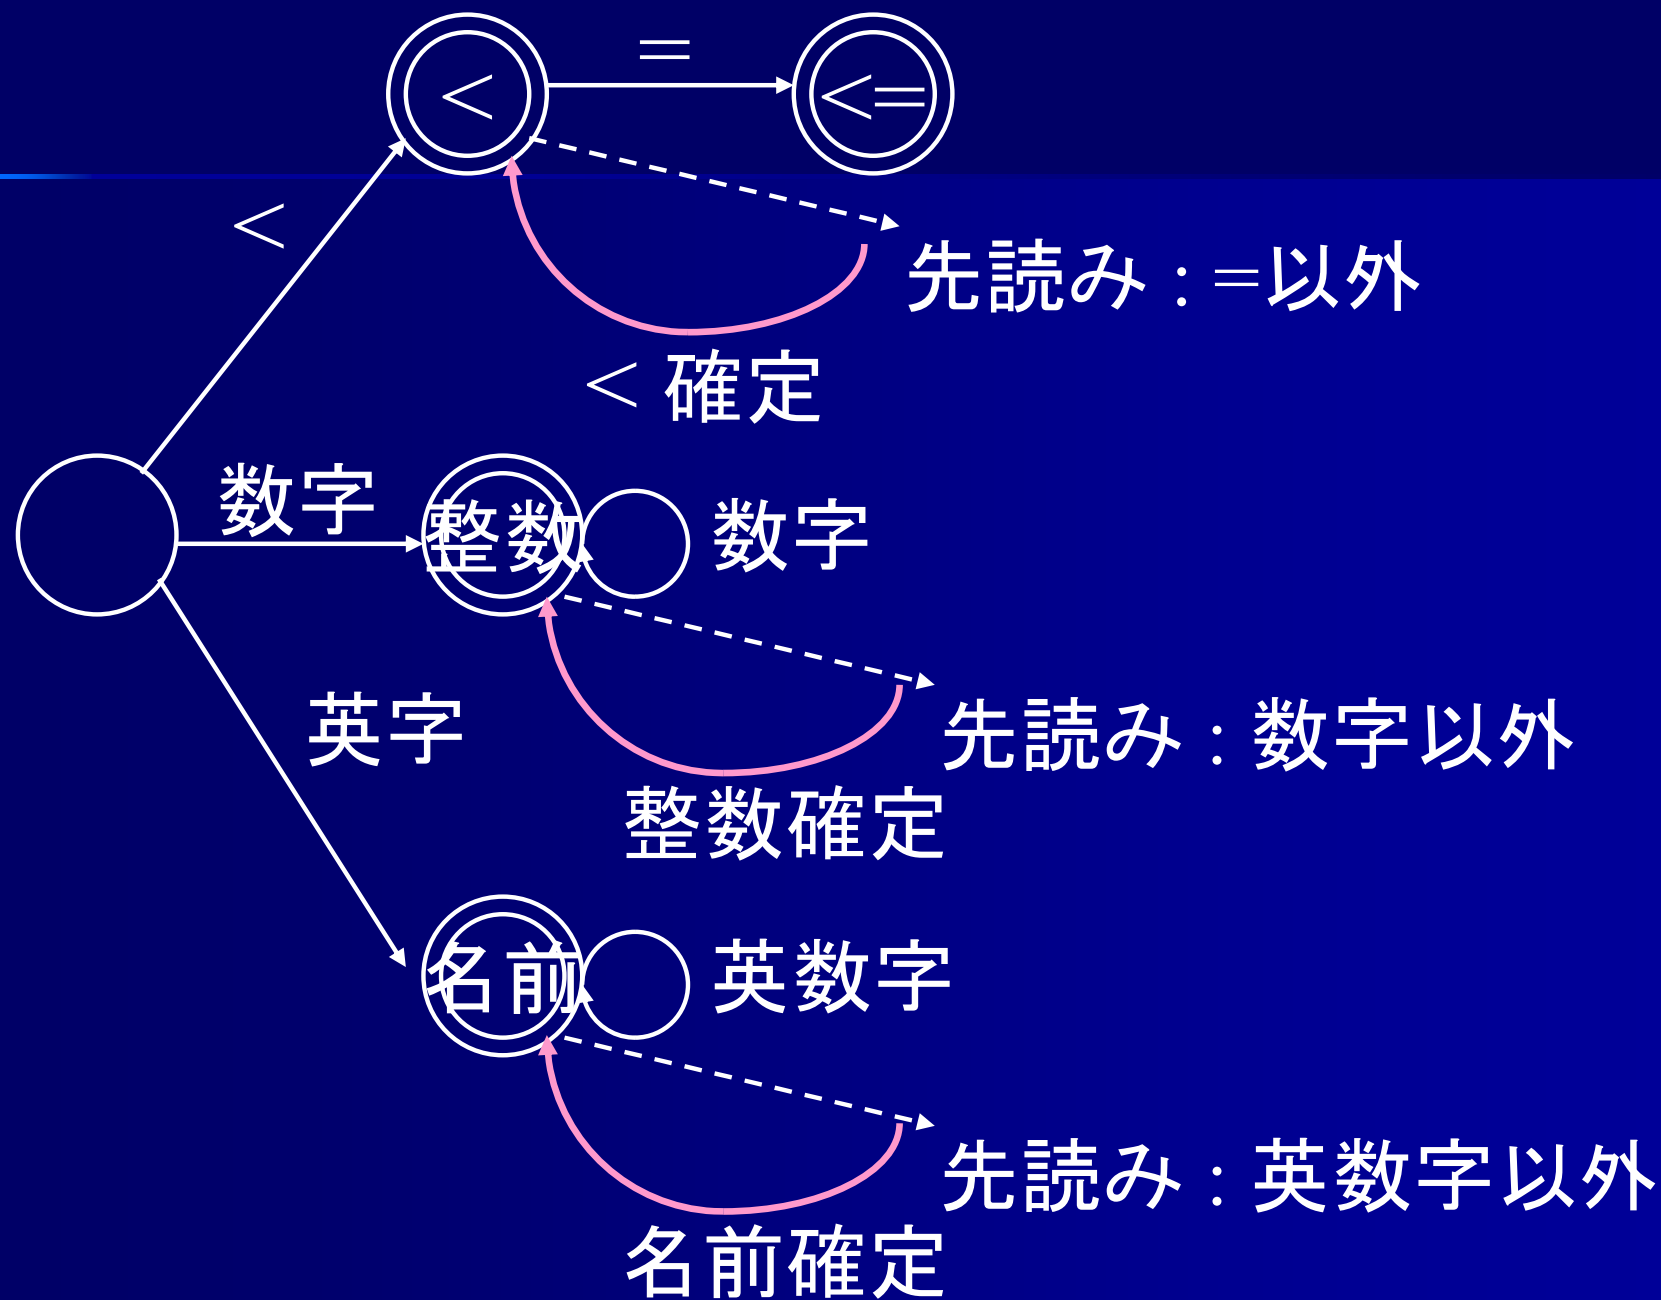 =
<
<=
<
先読み : =以外
< 確定
数字
整数
数字
英字
先読み : 数字以外
整数確定
名前
英数字
先読み : 英数字以外
名前確定